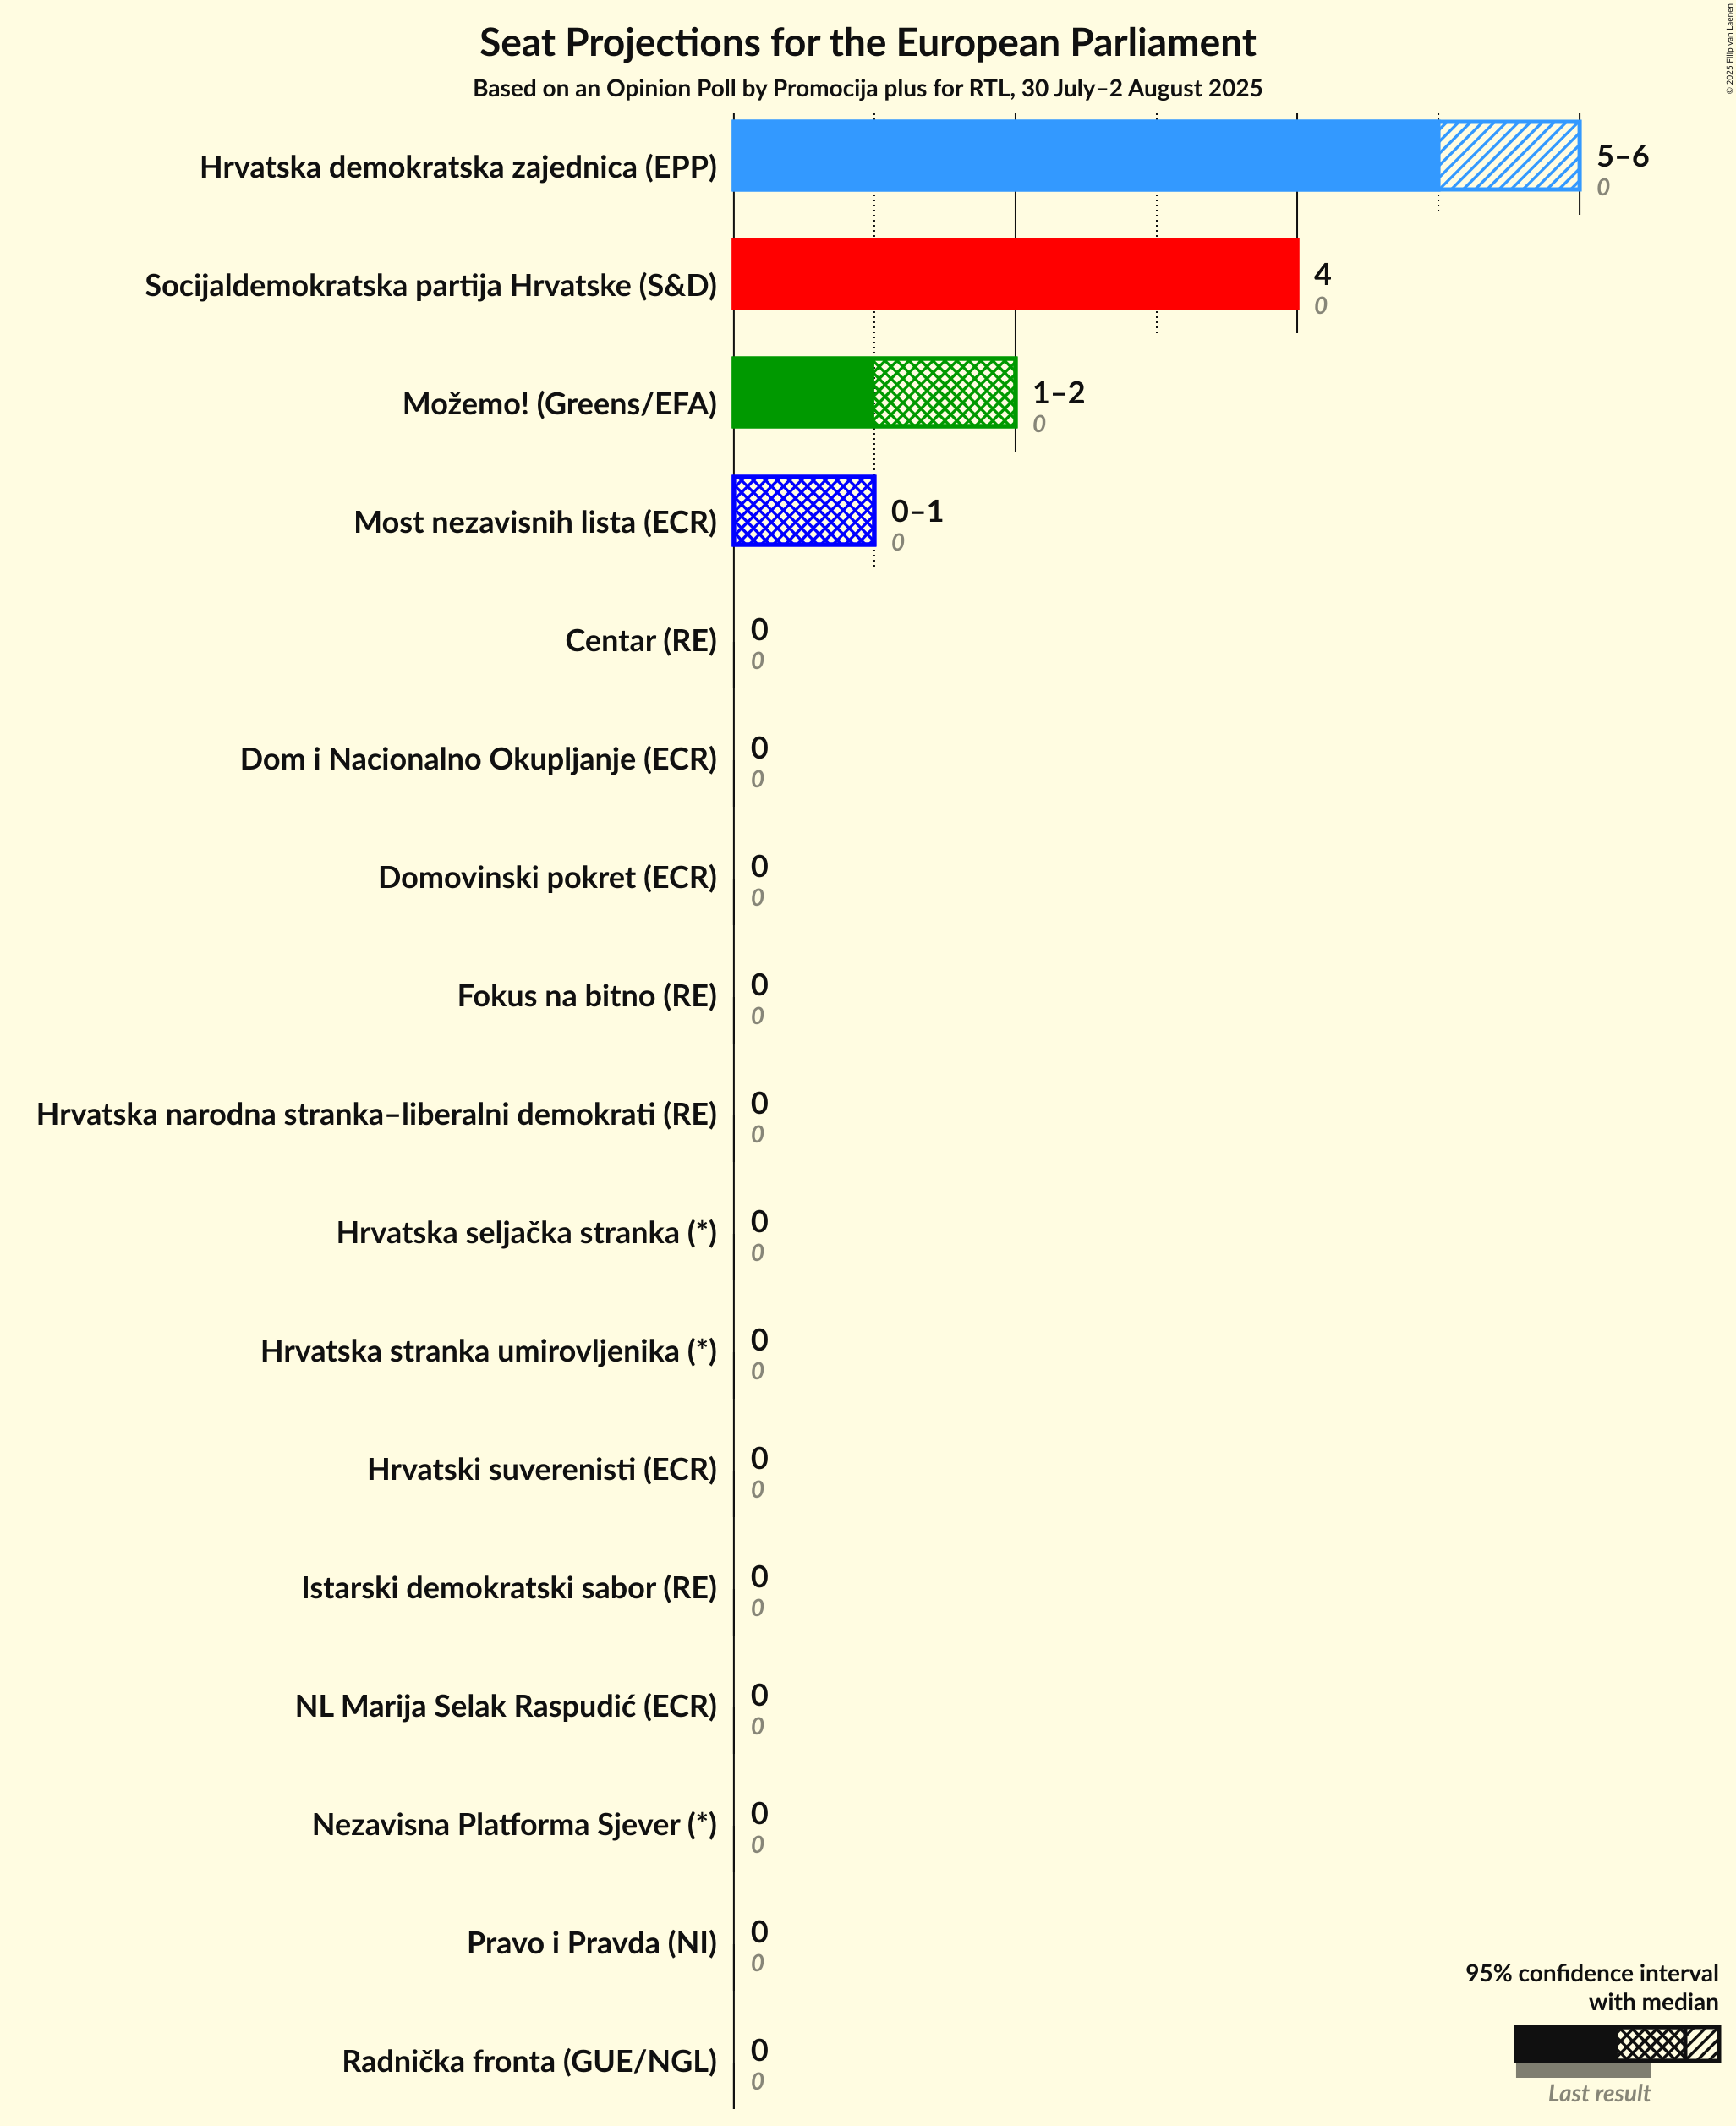 Seat Projections for the European Parliament
Based on an Opinion Poll by Promocija plus for RTL, 30 July–2 August 2025
© 2025 Filip van Laenen
Hrvatska demokratska zajednica (EPP)
5–6
0
Socijaldemokratska partija Hrvatske (S&D)
4
0
Možemo! (Greens/EFA)
1–2
0
Most nezavisnih lista (ECR)
0–1
0
Centar (RE)
0
0
Dom i Nacionalno Okupljanje (ECR)
0
0
Domovinski pokret (ECR)
0
0
Fokus na bitno (RE)
0
0
Hrvatska narodna stranka–liberalni demokrati (RE)
0
0
Hrvatska seljačka stranka (*)
0
0
Hrvatska stranka umirovljenika (*)
0
0
Hrvatski suverenisti (ECR)
0
0
Istarski demokratski sabor (RE)
0
0
NL Marija Selak Raspudić (ECR)
0
0
Nezavisna Platforma Sjever (*)
0
0
Pravo i Pravda (NI)
0
0
Radnička fronta (GUE/NGL)
0
0
95% confidence interval
with median
Last result